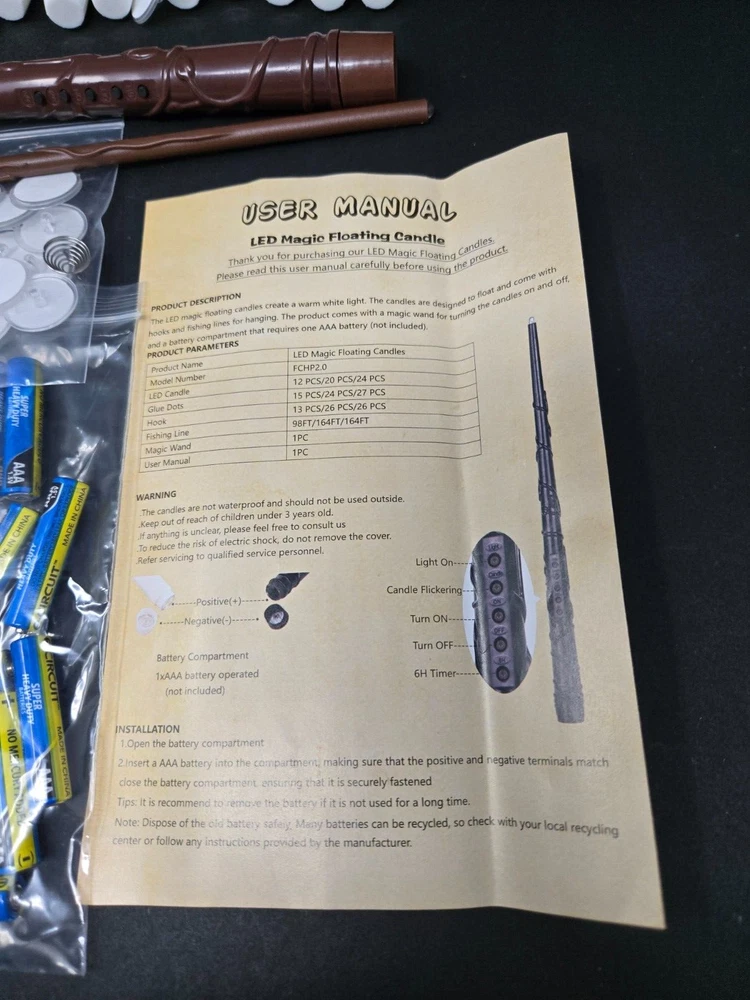 USER MANUAL
LED Magic Floating Candle
Thank you for purchasing our LED Magic Floating Candles.
Please read this user manual carefully before using the product.
PRODUCT DESCRIPTION
The LED magic floating candles create a warm white light. The candles are designed to float and come with
hooks and fishing lines for hanging. The product comes with a magic wand for turning the candles on and off,
and a battery compartment that requires one AAA battery (not included).
PRODUCT PARAMETERS
Product Name LED Magic Floating Candles
Model Number FCHP2.0
LED Candle 12 PCS/20 PCS/24 PCS
Glue Dots 15 PCS/24 PCS/27 PCS
Hook 13 PCS/26 PCS/26 PCS
Fishing Line 98FT/164FT/164FT
Magic Wand 1PC
User Manual 1PC
WARNING
.The candles are not waterproof and should not be used outside.
.Keep out of reach of children under 3 years old.
.If anything is unclear, please feel free to consult us
.To reduce the risk of electric shock, do not remove the cover.
.Refer servicing to qualified service personnel.
Positive(+)
Negative(-)
Battery Compartment
1xAAA battery operated
(not included)
Light On
Candle Flickering
Turn ON
Turn OFF
6H Timer
INSTALLATION
1.Open the battery compartment
2.Insert a AAA battery into the compartment, making sure that the positive and negative terminals match
close the battery compartment, ensuring that it is securely fastened
Tips: It is recommend to remove the battery if it is not used for a long time.
Note: Dispose of the old battery safely. Many batteries can be recycled, so check with your local recycling
center or follow any instructions provided by the manufacturer.
SUPER
HEAVY DUTY
AAA
MADE IN CHINA
HEAVY DUTY
CIRCUIT
MADE IN CHINA
SUPER
HEAVY DUTY
CIRCUIT
AAA
MADE IN CHINA